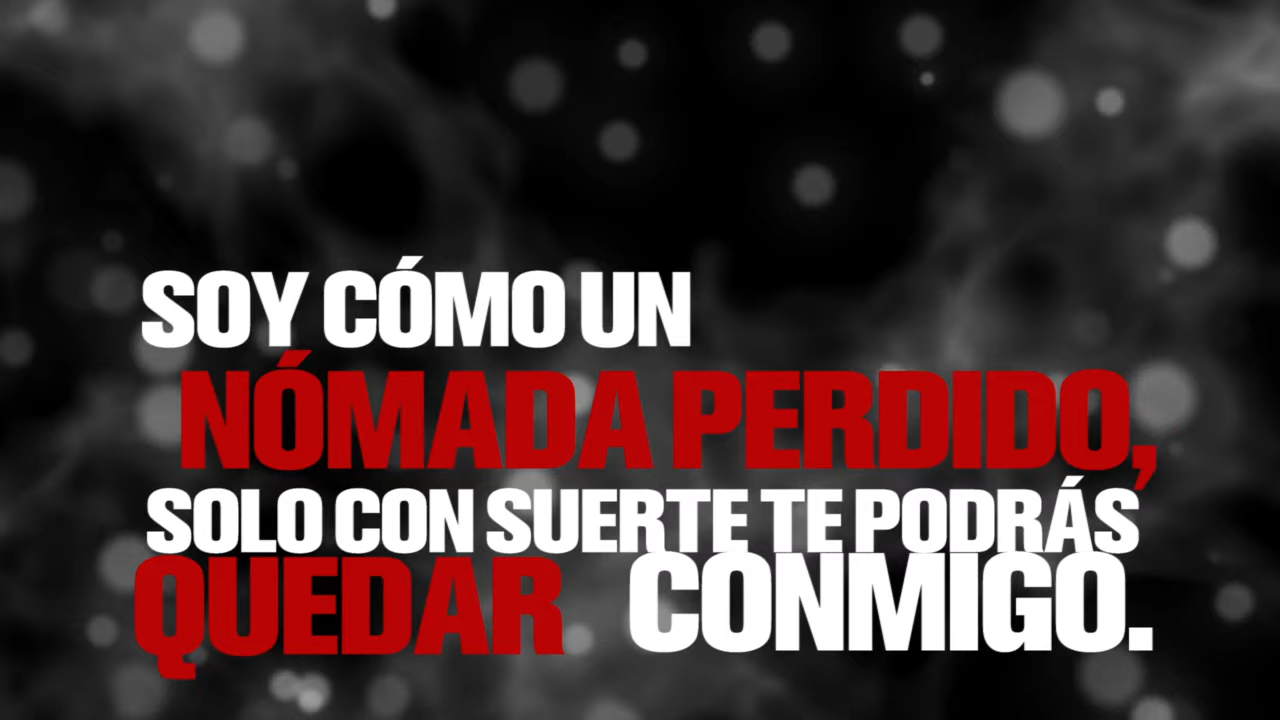 SOY CÓMO UN
NÓMADA PERDIDO,
SOLO CON SUERTE TE PODRÁS
QUEDAR CONMIGO.